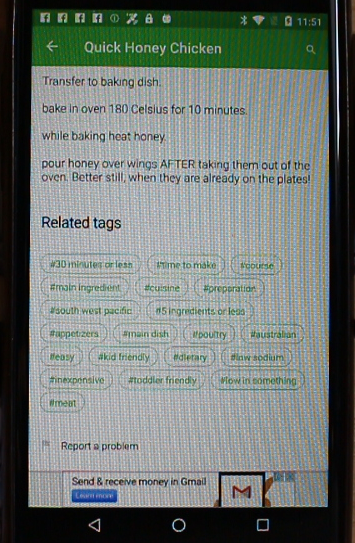 11:51
Quick Honey Chicken
Transfer to baking dish.
bake in oven 180 Celsius for 10 minutes.
while baking heat honey.
pour honey over wings AFTER taking them out of the
oven. Better still, when they are already on the plates!
Related tags
#30 minutes or less #time to make #course
#main ingredient #cuisine #preparation
#south west pacific #5 ingredients or less
#appetizers #main dish #poultry #australian
#easy #kid friendly #dietary #low sodium
#inexpensive #toddler friendly #low in something
#meat
Report a problem
Send & receive money in Gmail
Learn more